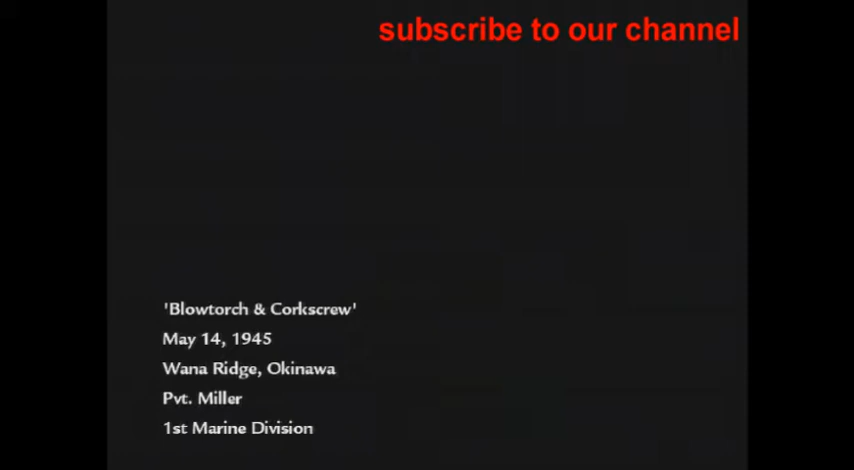 subscribe to our channel
'Blowtorch & Corkscrew'
May 14, 1945
Wana Ridge, Okinawa
Pvt. Miller
1st Marine Division